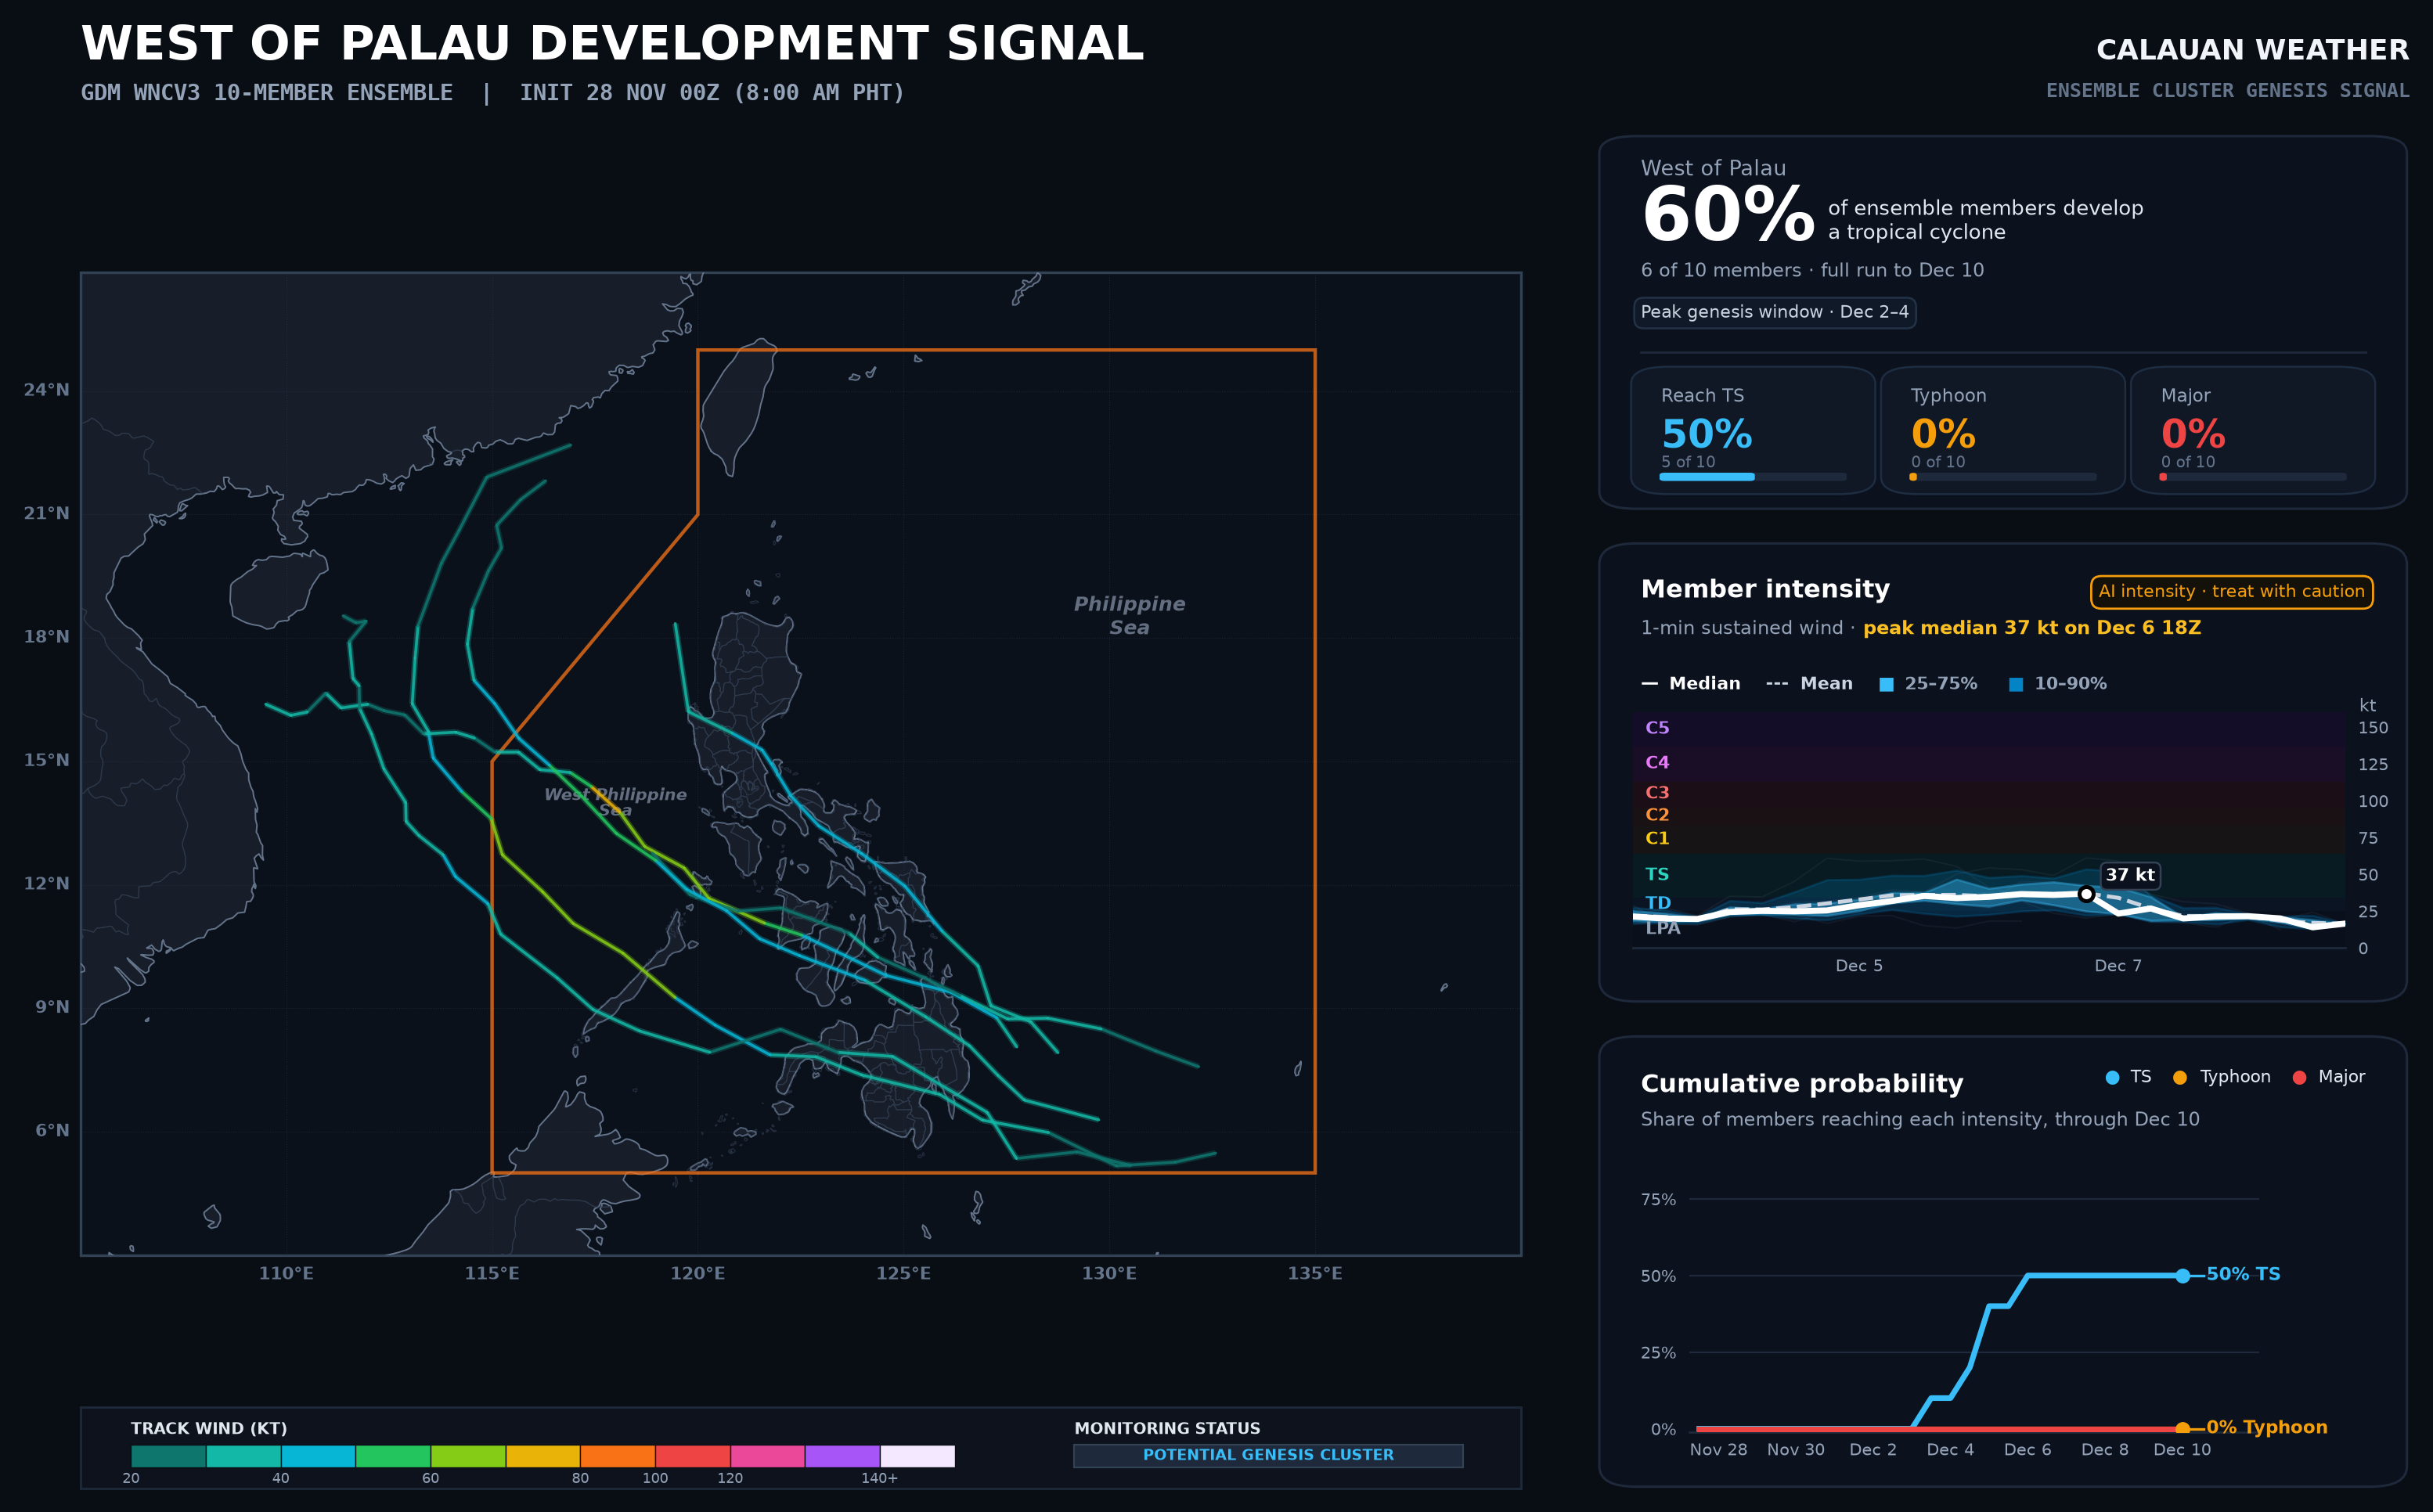 WEST OF PALAU DEVELOPMENT SIGNAL
GDM WNCV3 10-MEMBER ENSEMBLE | INIT 28 NOV 00Z (8:00 AM PHT)
CALAUAN WEATHER
ENSEMBLE CLUSTER GENESIS SIGNAL
24°N
21°N
18°N
15°N
12°N
9°N
6°N
110°E
115°E
120°E
125°E
130°E
135°E
Philippine
Sea
West Philippine
Sea
TRACK WIND (KT)
20
40
60
80
100
120
140+
MONITORING STATUS
POTENTIAL GENESIS CLUSTER
West of Palau
60%
of ensemble members develop
a tropical cyclone
6 of 10 members · full run to Dec 10
Peak genesis window · Dec 2–4
Reach TS
50%
5 of 10
Typhoon
0%
0 of 10
Major
0%
0 of 10
Member intensity
AI intensity · treat with caution
1-min sustained wind · peak median 37 kt on Dec 6 18Z
Median
Mean
25–75%
10–90%
kt
C5
C4
C3
C2
C1
TS
TD
LPA
150
125
100
75
50
25
0
37 kt
Dec 5
Dec 7
Cumulative probability
TS
Typhoon
Major
Share of members reaching each intensity, through Dec 10
75%
50%
25%
0%
50% TS
0% Typhoon
Nov 28
Nov 30
Dec 2
Dec 4
Dec 6
Dec 8
Dec 10